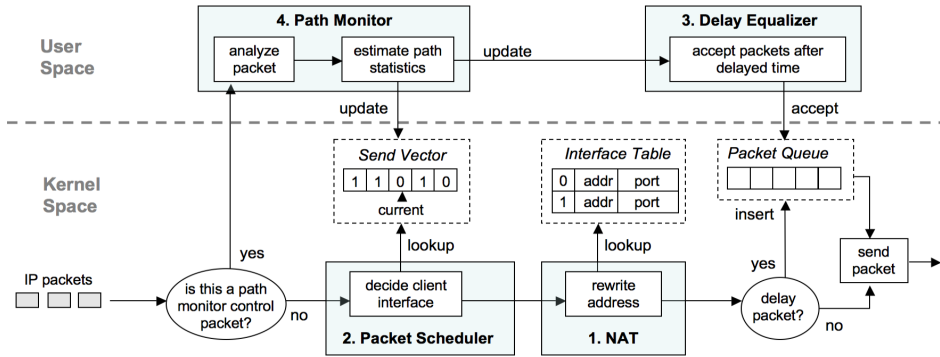 4. Path Monitor
3. Delay Equalizer
User
Space
analyze
packet
estimate path
statistics
update
accept packets after
delayed time
update
accept
Send Vector
Interface Table
Packet Queue
Kernel
Space
1 1 0 1 0
current
0 addr port
1 addr port
insert
lookup
lookup
yes
yes
send
packet
IP packets
is this a path
monitor control
packet?
no
decide client
interface
rewrite
address
delay
packet?
no
2. Packet Scheduler
1. NAT